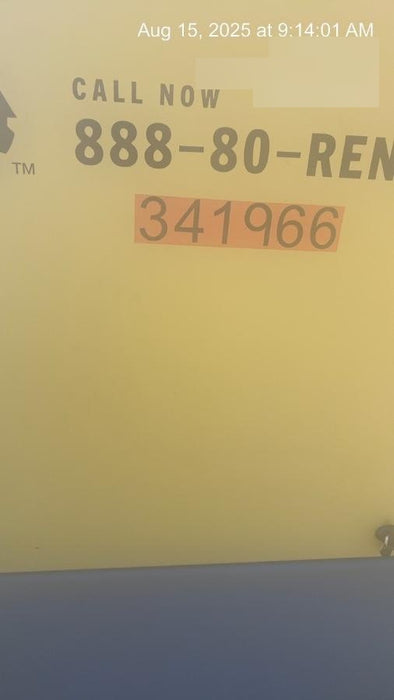 Aug 15, 2025 at 9:14:01 AM
CALL NOW
TM
888-80-REN
341966